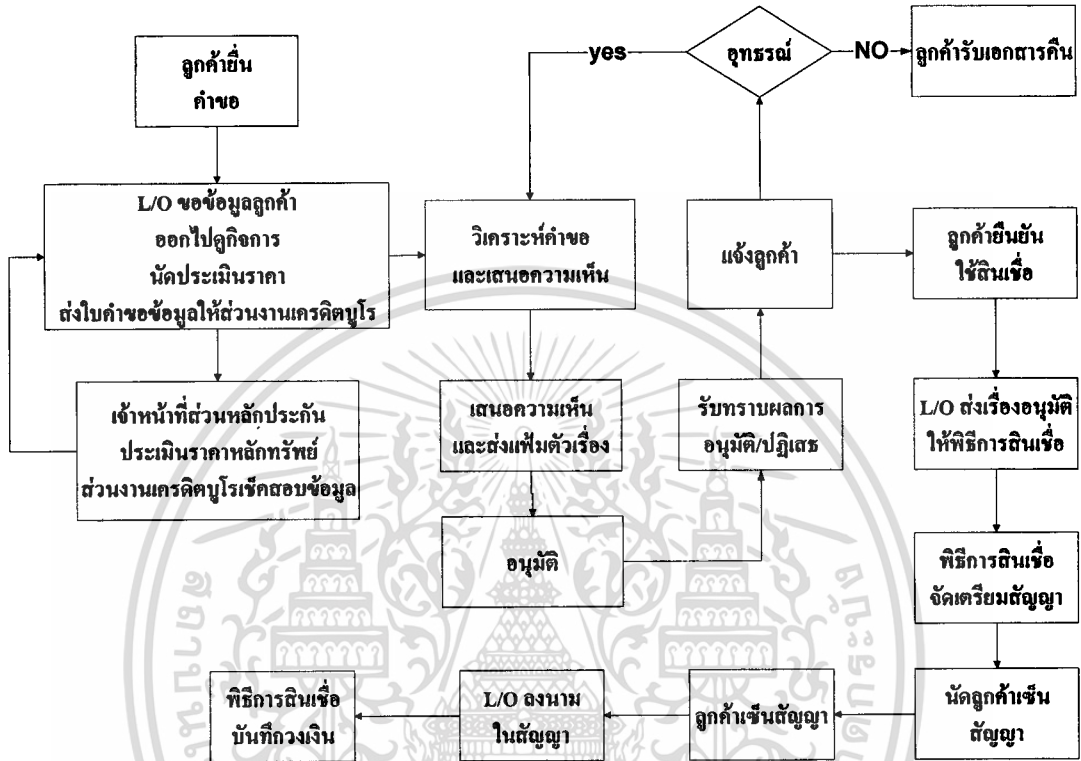 ลูกค้ายื่น
คำขอ
yes
อุทธรณ์
NO
ลูกค้ารับเอกสารคืน
L/O ขอข้อมูลลูกค้า
ออกไปดูกิจการ
นัดประเมินราคา
ส่งใบคำขอข้อมูลให้ส่วนงานเครดิตบูโร
วิเคราะห์คำขอ
และเสนอความเห็น
แจ้งลูกค้า
ลูกค้ายืนยัน
ใช้สินเชื่อ
เจ้าหน้าที่ส่วนหลักประกัน
ประเมินราคาหลักทรัพย์
ส่วนงานเครดิตบูโรเช็คสอบข้อมูล
เสนอความเห็น
และส่งแฟ้มตัวเรื่อง
รับทราบผลการ
อนุมัติ/ปฏิเสธ
L/O ส่งเรื่องอนุมัติ
ให้พิธีการสินเชื่อ
อนุมัติ
พิธีการสินเชื่อ
จัดเตรียมสัญญา
พิธีการสินเชื่อ
บันทึกวงเงิน
L/O ลงนาม
ในสัญญา
ลูกค้าเซ็นสัญญา
นัดลูกค้าเซ็น
สัญญา